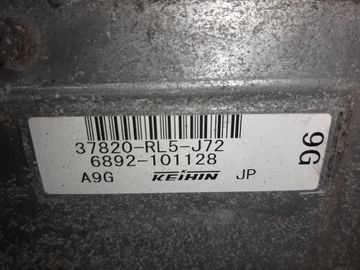 37820-RL5-J72
6892-101128
A9G KEIHIN JP
9G